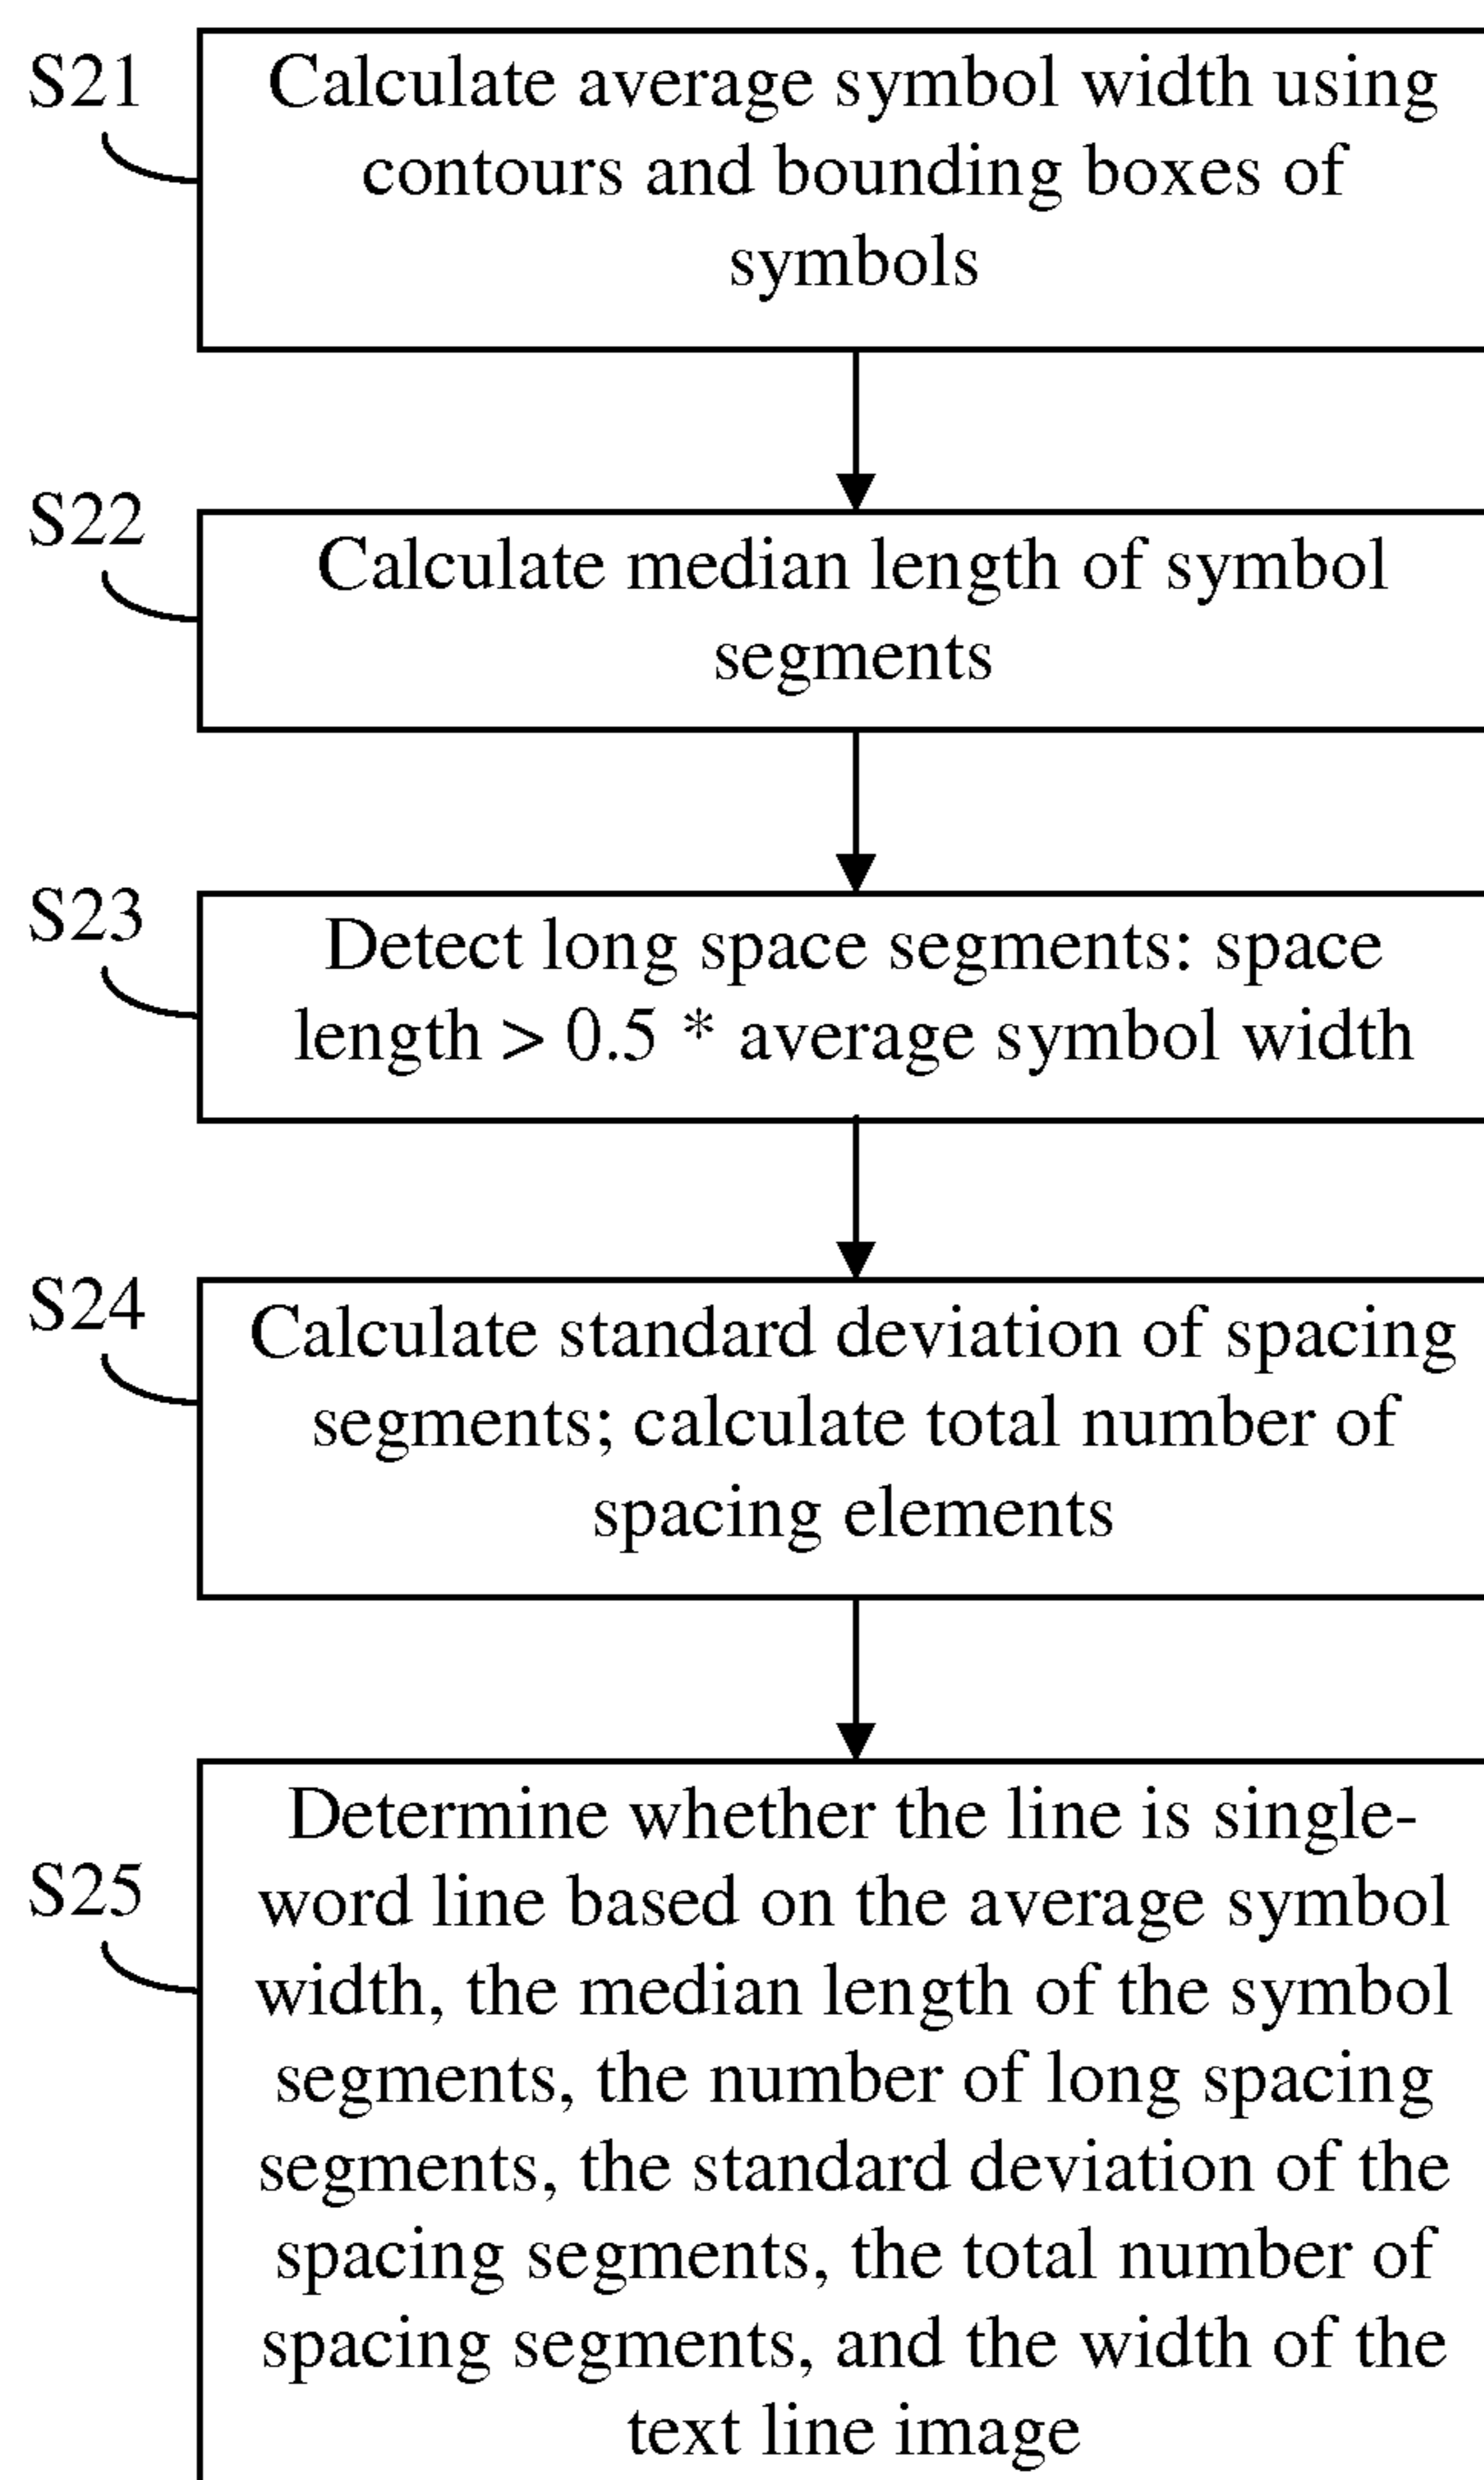 S21
Calculate average symbol width using
contours and bounding boxes of
symbols
S22
Calculate median length of symbol
segments
S23
Detect long space segments: space
length > 0.5 * average symbol width
S24
Calculate standard deviation of spacing
segments; calculate total number of
spacing elements
S25
Determine whether the line is single-
word line based on the average symbol
width, the median length of the symbol
segments, the number of long spacing
segments, the standard deviation of the
spacing segments, the total number of
spacing segments, and the width of the
text line image